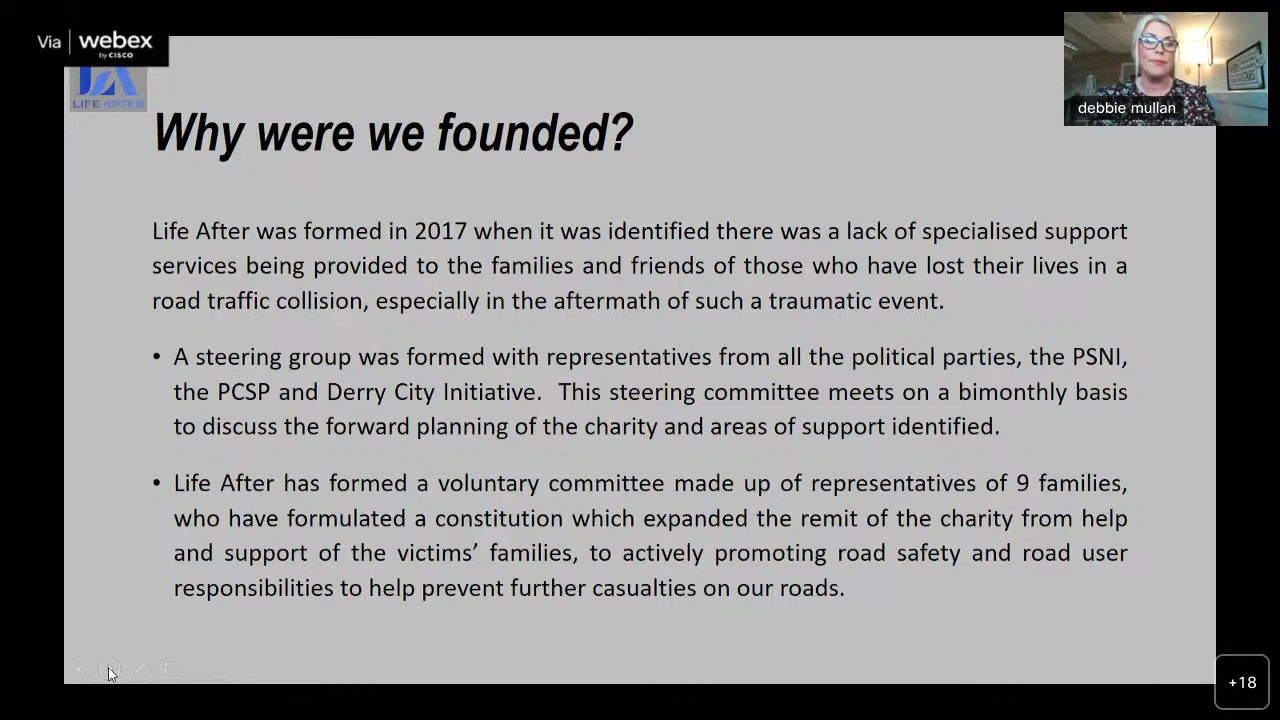 Via webex
by CISCO
LIFE AFTER
debbie mullan
Why were we founded?
Life After was formed in 2017 when it was identified there was a lack of specialised support
services being provided to the families and friends of those who have lost their lives in a
road traffic collision, especially in the aftermath of such a traumatic event.
• A steering group was formed with representatives from all the political parties, the PSNI,
the PCSP and Derry City Initiative. This steering committee meets on a bimonthly basis
to discuss the forward planning of the charity and areas of support identified.
• Life After has formed a voluntary committee made up of representatives of 9 families,
who have formulated a constitution which expanded the remit of the charity from help
and support of the victims’ families, to actively promoting road safety and road user
responsibilities to help prevent further casualties on our roads.
+18